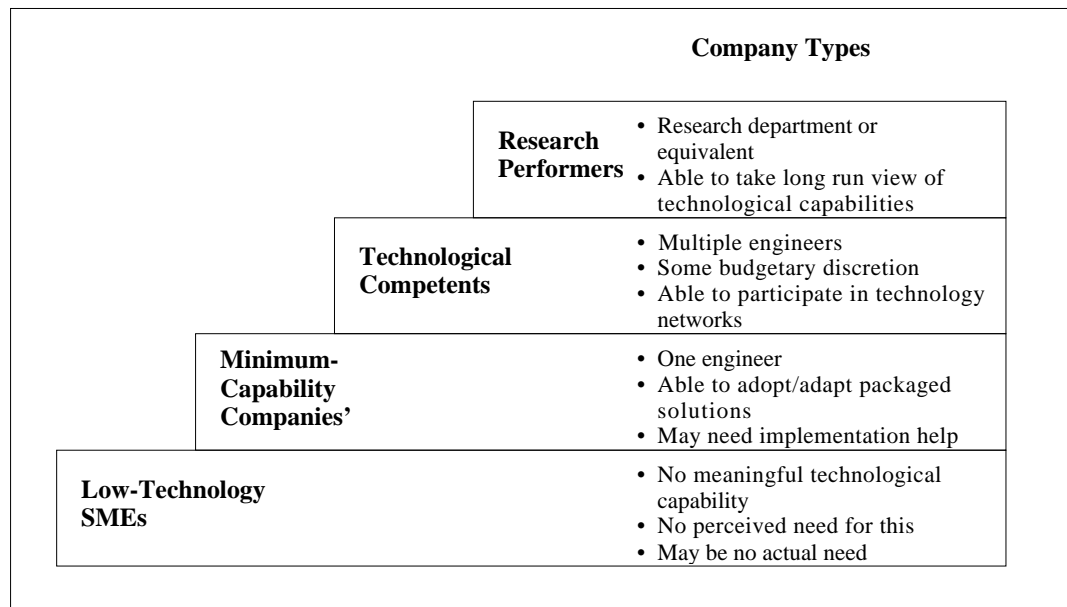 Company Types
Research
Performers
• Research department or
equivalent
• Able to take long run view of
technological capabilities
Technological
Competents
• Multiple engineers
• Some budgetary discretion
• Able to participate in technology
networks
Minimum-
Capability
Companies’
• One engineer
• Able to adopt/adapt packaged
solutions
• May need implementation help
Low-Technology
SMEs
• No meaningful technological
capability
• No perceived need for this
• May be no actual need